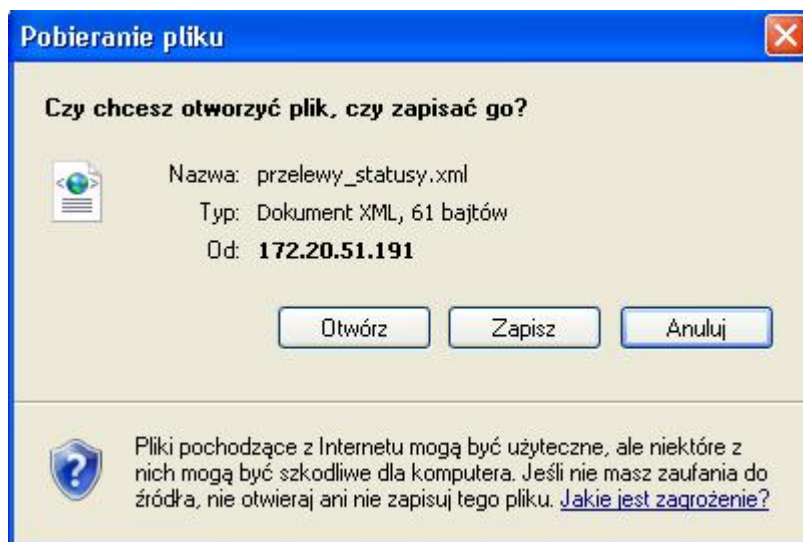 Pobieranie pliku
Czy chcesz otworzyć plik, czy zapisać go?
Nazwa: przelewy_statusy.xml
Typ: Dokument XML, 61 bajtów
Od: 172.20.51.191
Otwórz Zapisz Anuluj
Pliki pochodzące z Internetu mogą być użyteczne, ale niektóre z
nich mogą być szkodliwe dla komputera. Jeśli nie masz zaufania do
źródła, nie otwieraj ani nie zapisuj tego pliku. Jakie jest zagrożenie?